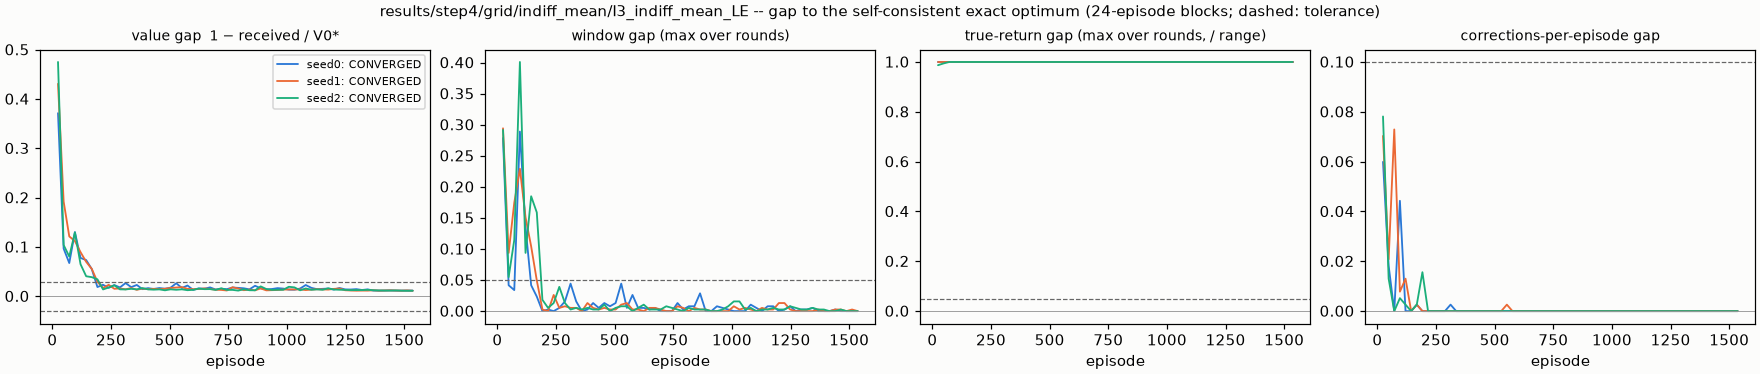 results/step4/grid/indiff_mean/I3_indiff_mean_LE -- gap to the self-consistent exact optimum (24-episode blocks; dashed: tolerance)
value gap  1 − received / V0*
0.5
0.4
0.3
0.2
0.1
0.0
seed0: CONVERGED
seed1: CONVERGED
seed2: CONVERGED
0 250 500 750 1000 1250 1500
episode
window gap (max over rounds)
0.40
0.35
0.30
0.25
0.20
0.15
0.10
0.05
0.00
0 250 500 750 1000 1250 1500
episode
true-return gap (max over rounds, / range)
1.0
0.8
0.6
0.4
0.2
0.0
0 250 500 750 1000 1250 1500
episode
corrections-per-episode gap
0.10
0.08
0.06
0.04
0.02
0.00
0 250 500 750 1000 1250 1500
episode